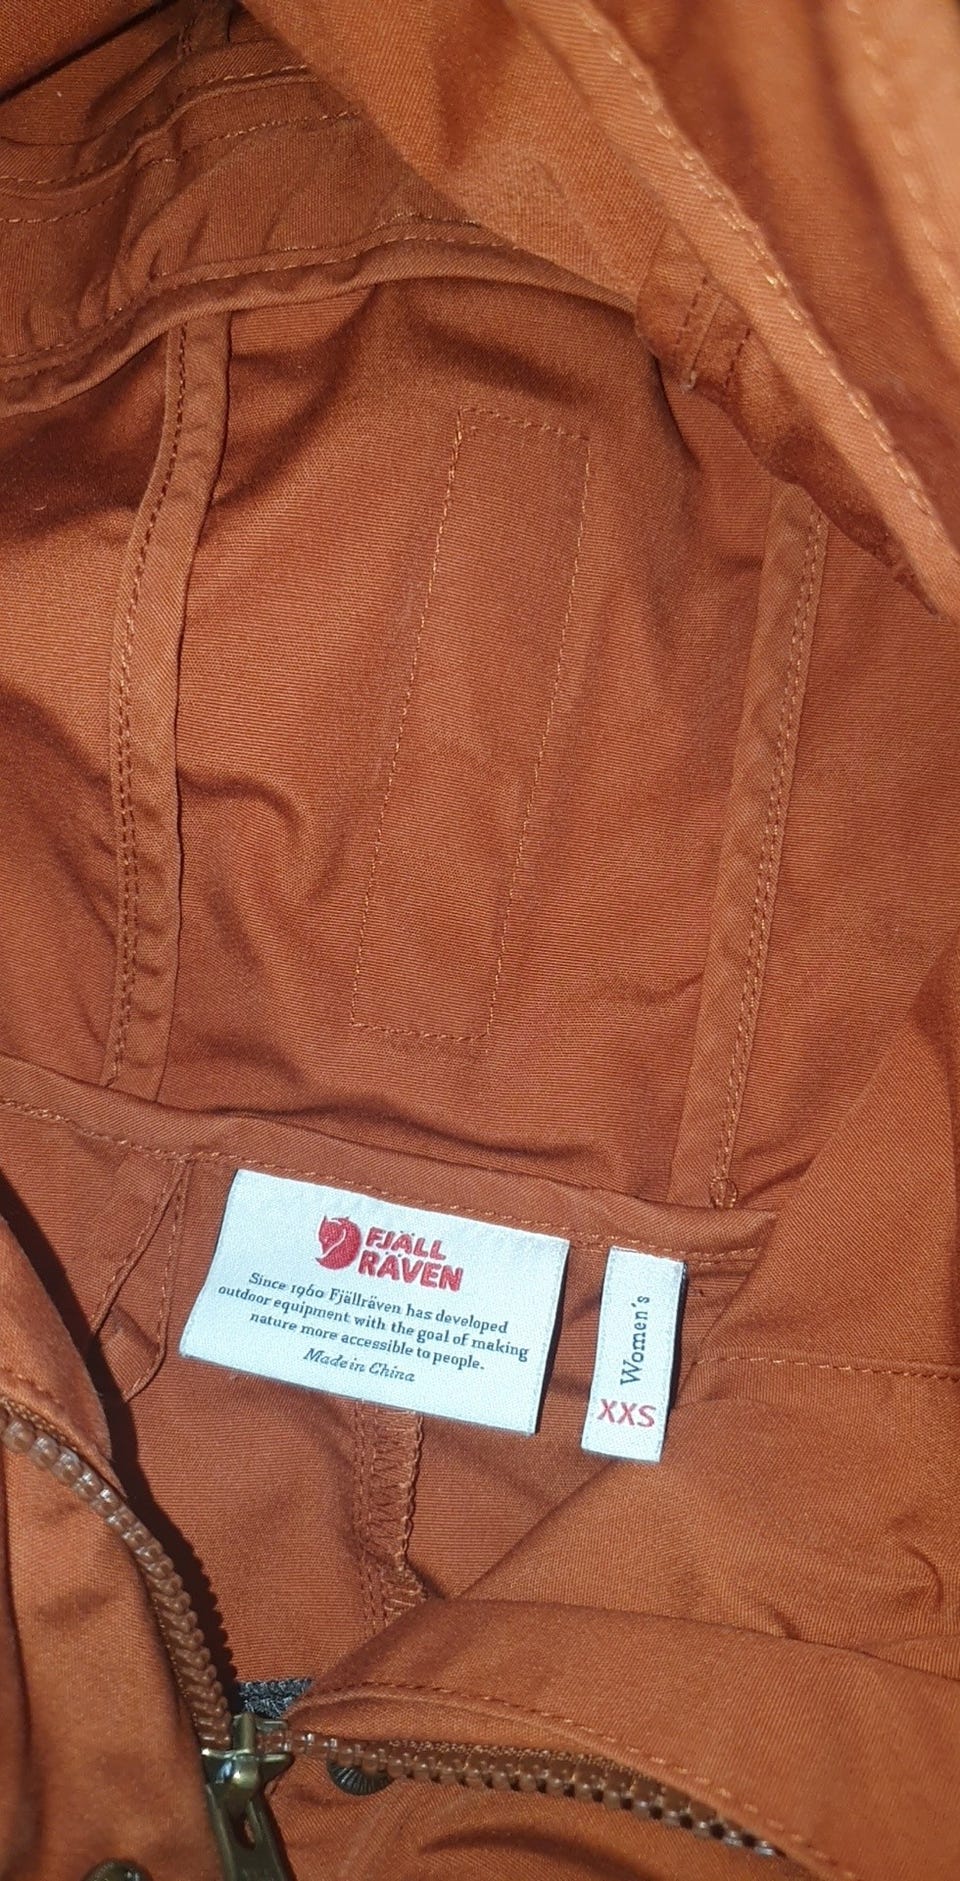 FJÄLL
RÄVEN
Since 1960 Fjällräven has developed
outdoor equipment with the goal of making
nature more accessible to people.
Made in China
Women's
XXS